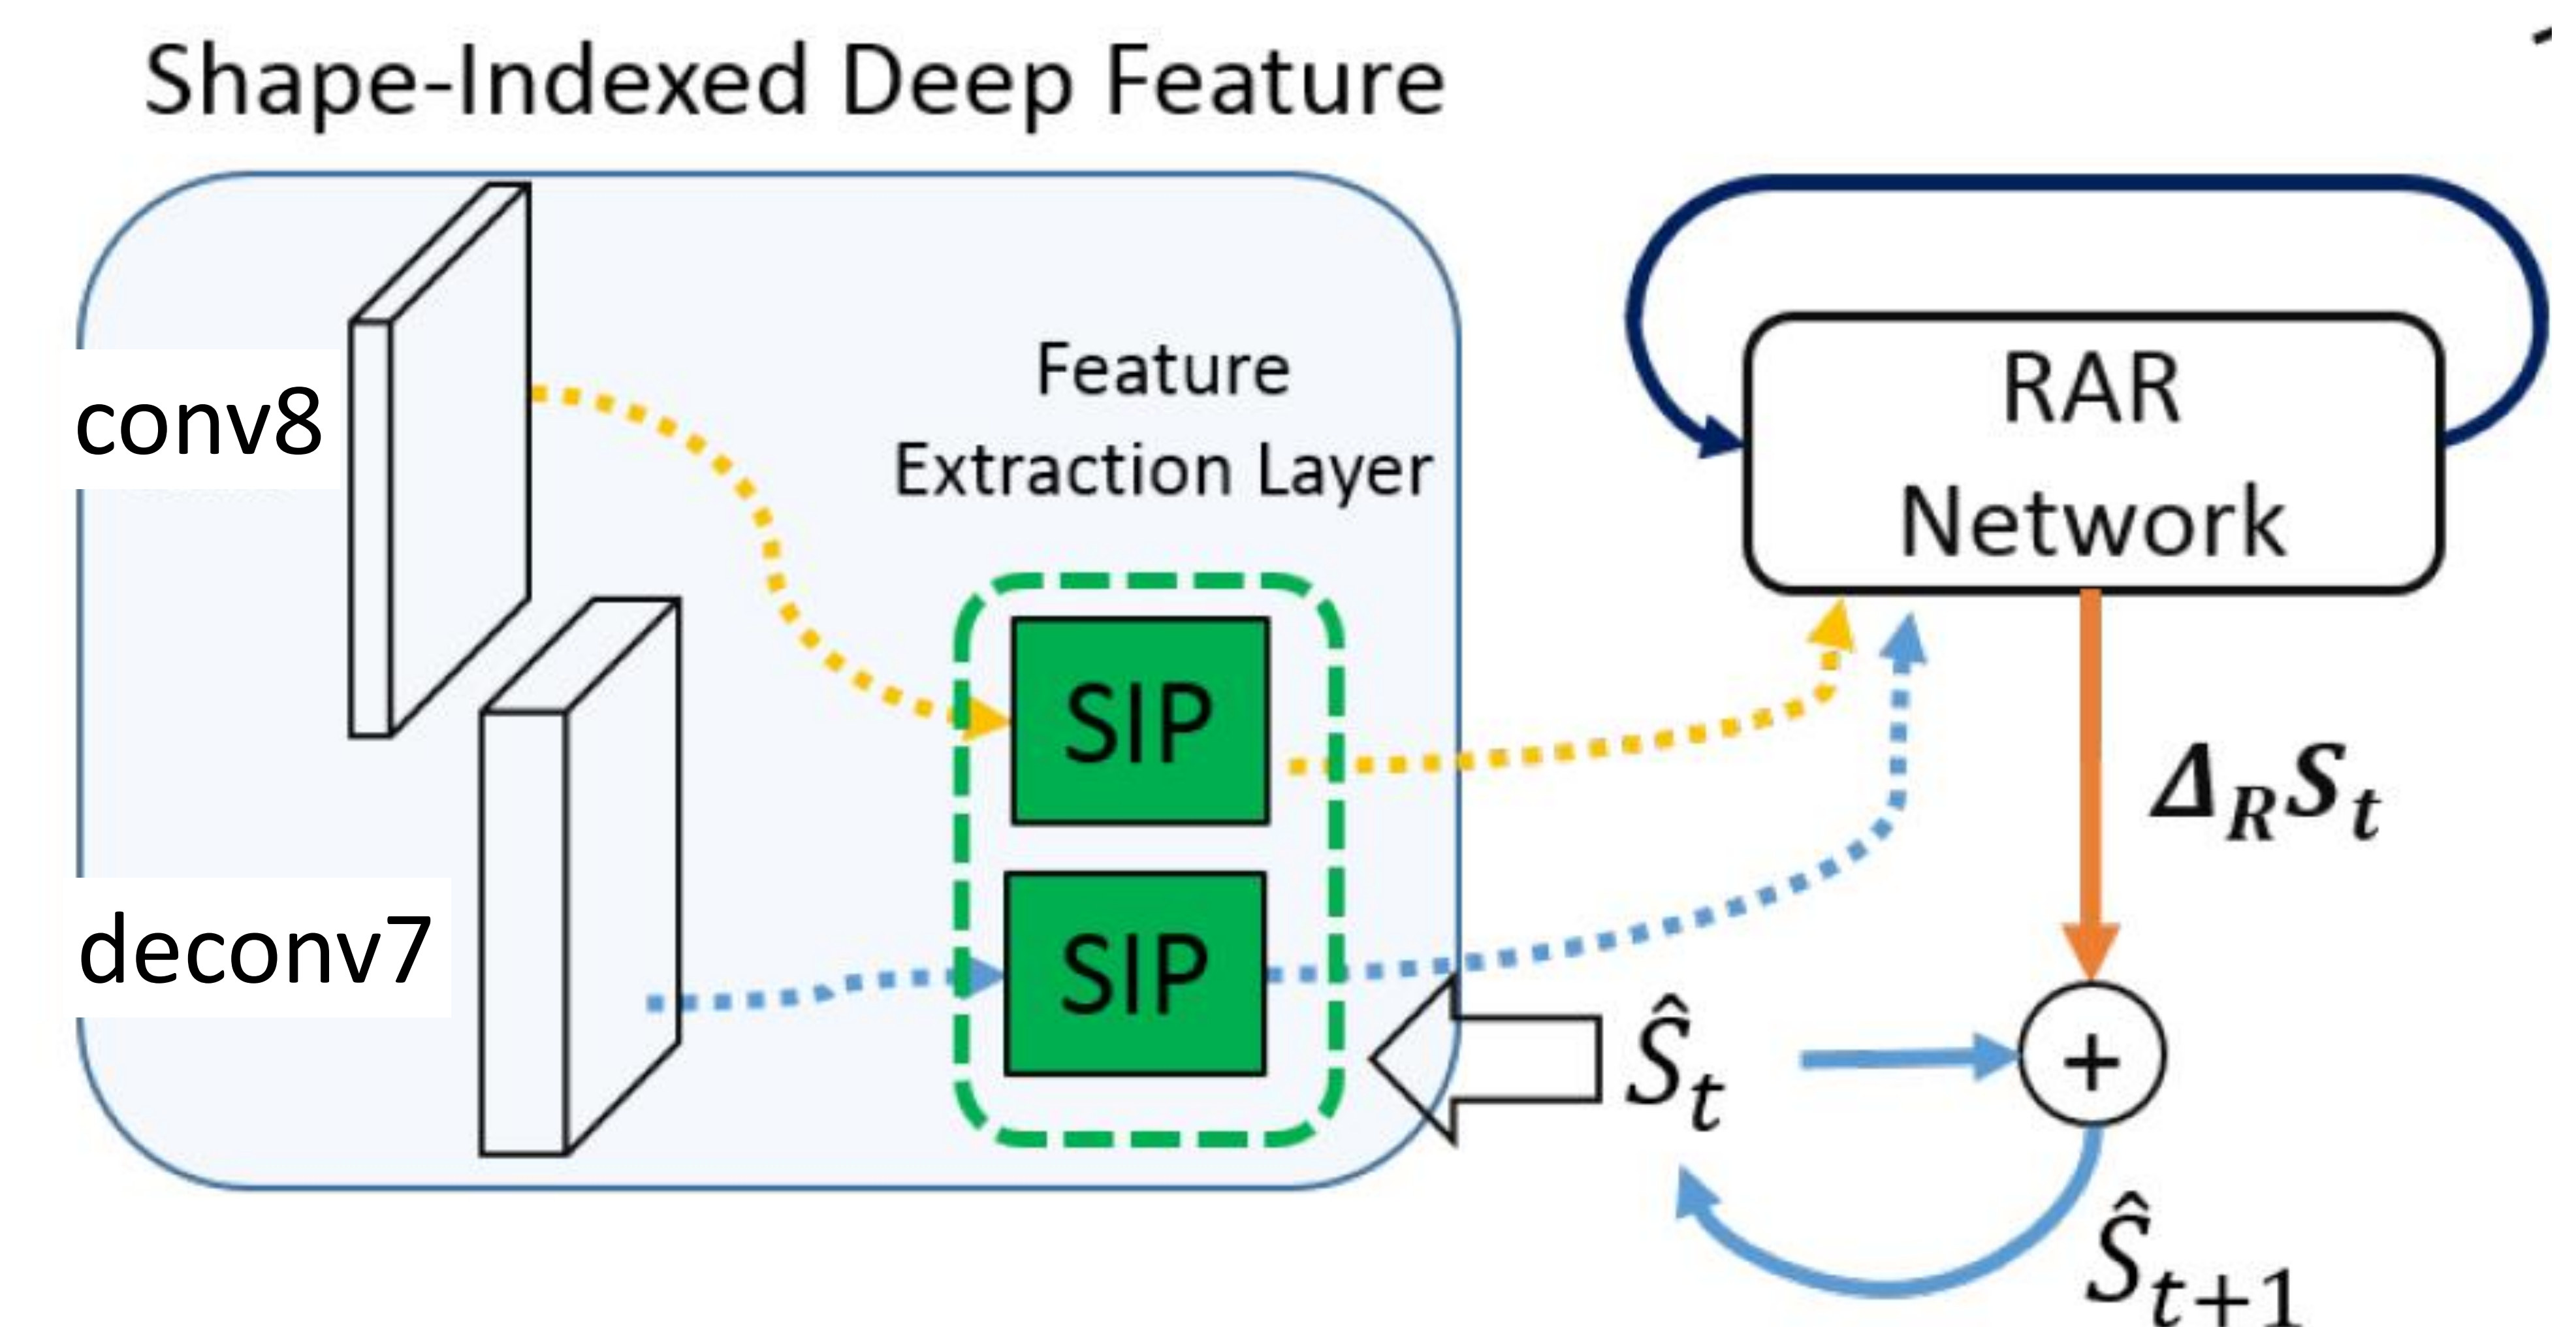 Shape-Indexed Deep Feature
conv8
Feature
Extraction Layer
RAR
Network
SIP
Δ_R S_t
deconv7
SIP
Ŝ_t
+
Ŝ_{t+1}